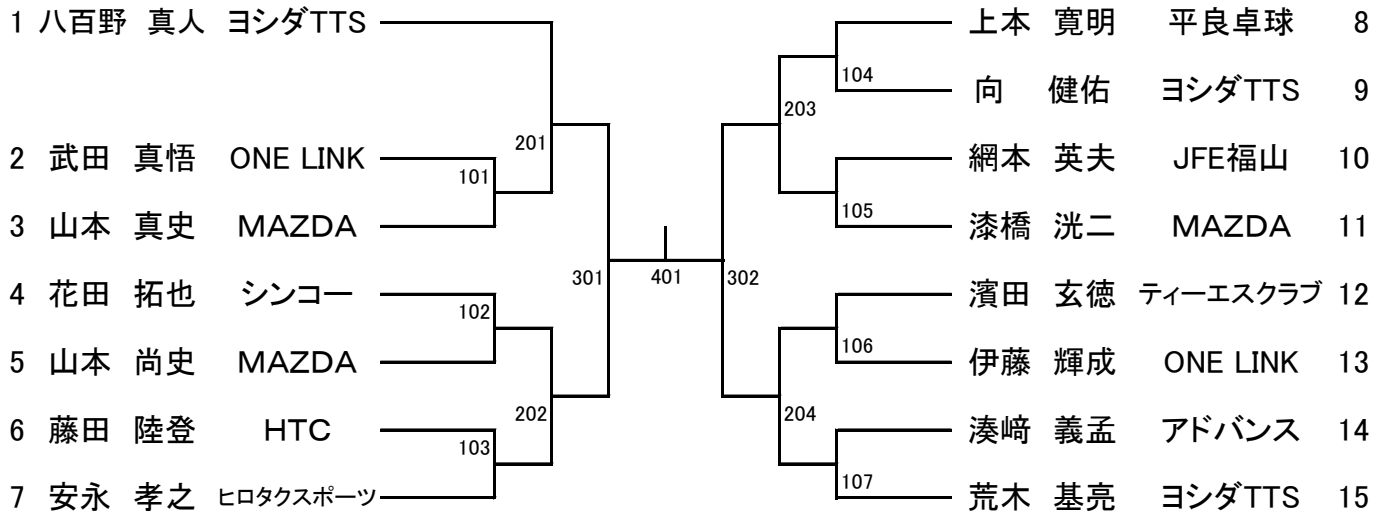 1 八百野 真人 ヨシダTTS
2 武田 真悟 ONE LINK
3 山本 真史 MAZDA
4 花田 拓也 シンコー
5 山本 尚史 MAZDA
6 藤田 陸登 HTC
7 安永 孝之 ヒロタクスポーツ
101
102
103
201
202
301
401
302
203
204
104
105
106
107
上本 寛明 平良卓球 8
向 健佑 ヨシダTTS 9
網本 英夫 JFE福山 10
漆橋 洸二 MAZDA 11
濱田 玄徳 ティーエスクラブ 12
伊藤 輝成 ONE LINK 13
湊﨑 義孟 アドバンス 14
荒木 基亮 ヨシダTTS 15